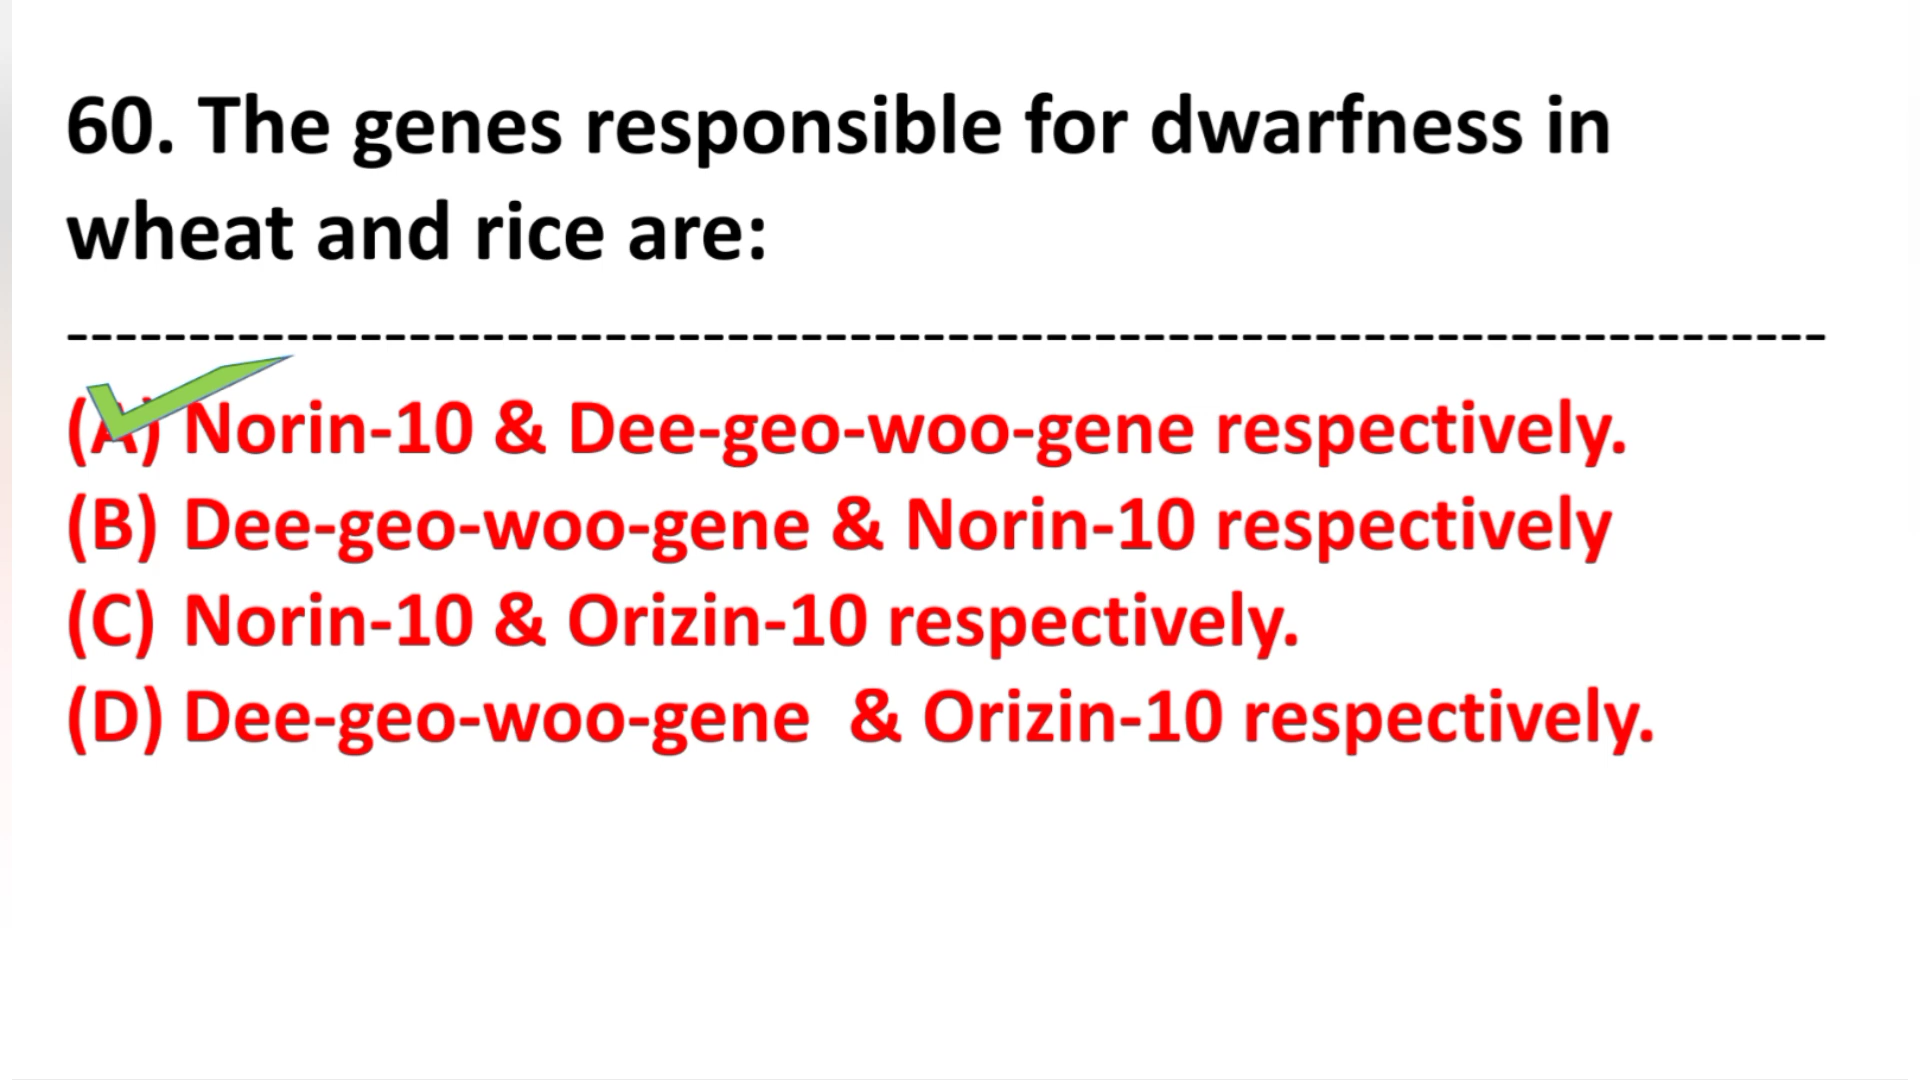 60. The genes responsible for dwarfness in
wheat and rice are:
------------------------------------------------------------------------
(A) Norin-10 & Dee-geo-woo-gene respectively.
(B) Dee-geo-woo-gene & Norin-10 respectively
(C) Norin-10 & Orizin-10 respectively.
(D) Dee-geo-woo-gene  & Orizin-10 respectively.